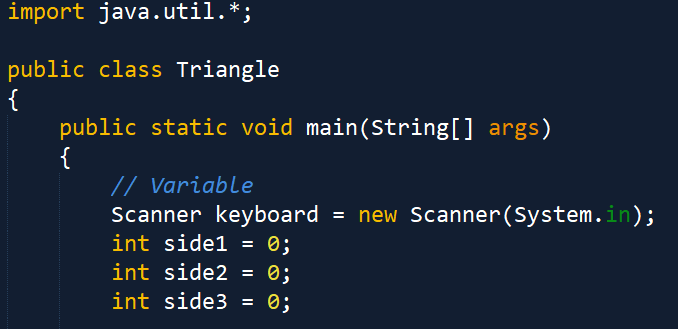 import java.util.*;
public class Triangle
{
public static void main(String[] args)
{
// Variable
Scanner keyboard = new Scanner(System.in);
int side1 = 0;
int side2 = 0;
int side3 = 0;